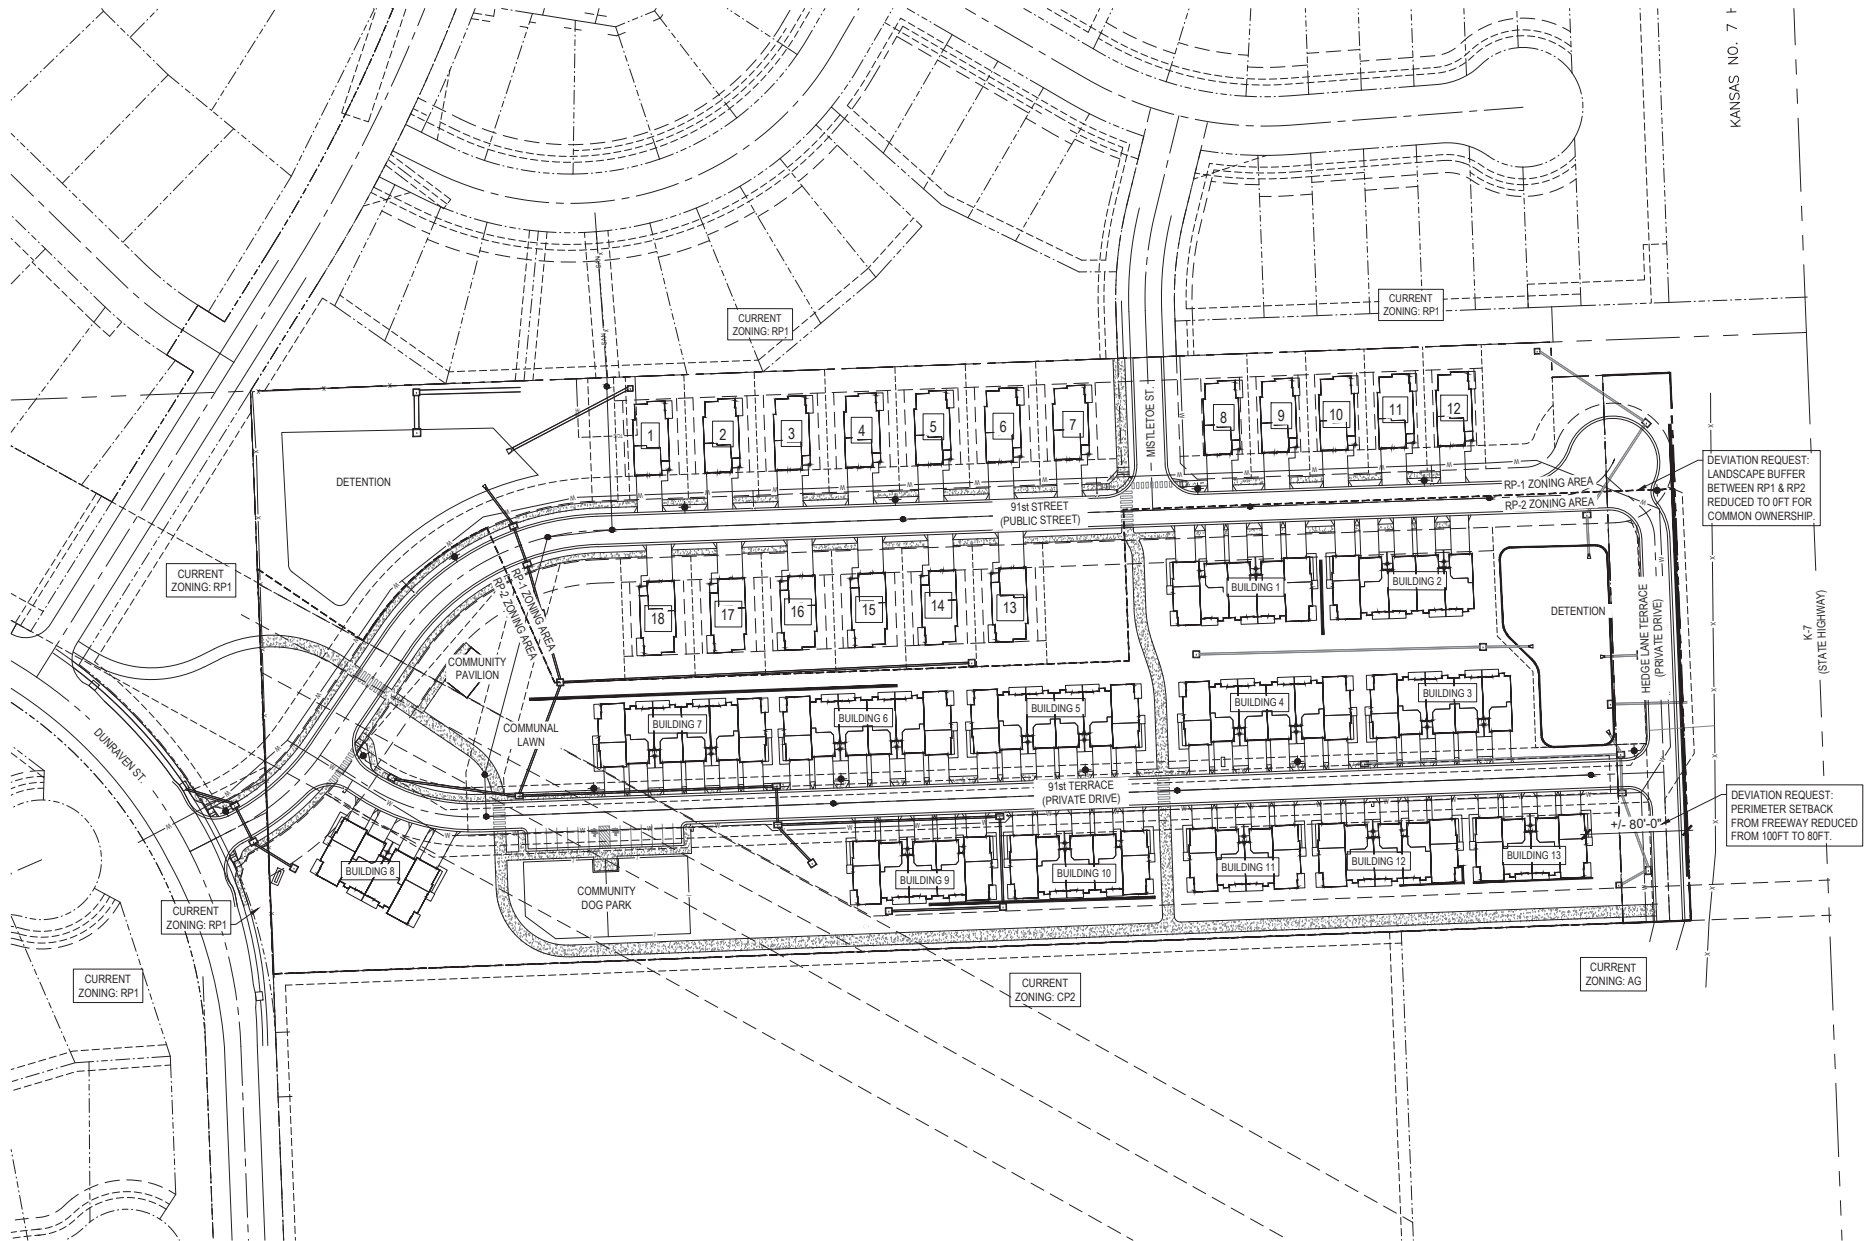 KANSAS NO. 7 H
CURRENT
ZONING: RP1
CURRENT
ZONING: RP1
MISTLETOE ST.
1
2
3
4
5
6
7
8
9
10
11
12
DETENTION
RP-1 ZONING AREA
RP-2 ZONING AREA
DEVIATION REQUEST:
LANDSCAPE BUFFER
BETWEEN RP1 & RP2
REDUCED TO 0FT FOR
COMMON OWNERSHIP.
91st STREET
(PUBLIC STREET)
CURRENT
ZONING: RP1
RP-1 ZONING AREA
RP-2 ZONING AREA
18
17
16
15
14
13
BUILDING 1
BUILDING 2
DETENTION
HEDGE LANE TERRACE
(PRIVATE DRIVE)
K-7
(STATE HIGHWAY)
COMMUNITY
PAVILION
COMMUNAL
LAWN
BUILDING 7
BUILDING 6
BUILDING 5
BUILDING 4
BUILDING 3
DUNRAVEN ST.
91st TERRACE
(PRIVATE DRIVE)
DEVIATION REQUEST:
PERIMETER SETBACK
FROM FREEWAY REDUCED
FROM 100FT TO 80FT.
+/- 80'-0"
BUILDING 8
COMMUNITY
DOG PARK
BUILDING 9
BUILDING 10
BUILDING 11
BUILDING 12
BUILDING 13
CURRENT
ZONING: RP1
CURRENT
ZONING: RP1
CURRENT
ZONING: CP2
CURRENT
ZONING: AG